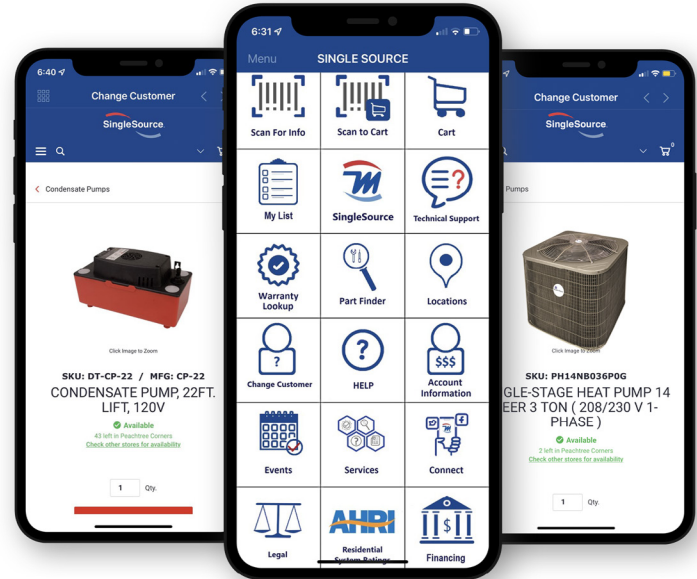 6:40
Change Customer
SingleSource
Condensate Pumps
Click Image to Zoom
SKU: DT-CP-22 / MFG: CP-22
CONDENSATE PUMP, 22FT.
LIFT, 120V
Available
43 left in Peachtree Corners
Check other stores for availability
1 Qty.
6:31
Menu SINGLE SOURCE
Scan For Info Scan to Cart Cart
My List SingleSource Technical Support
Warranty
Lookup Part Finder Locations
?
Change Customer
?
HELP
$$$
Account
Information
Events Services Connect
Legal
AHRI
Residential
System Ratings
$
Financing
Change Customer
SingleSource
0
Pumps
Click Image to Zoom
SKU: PH14NB036P0G
GLE-STAGE HEAT PUMP 14
EER 3 TON ( 208/230 V 1-
PHASE )
Available
2 left in Peachtree Corners
Check other stores for availability
1 Qty.